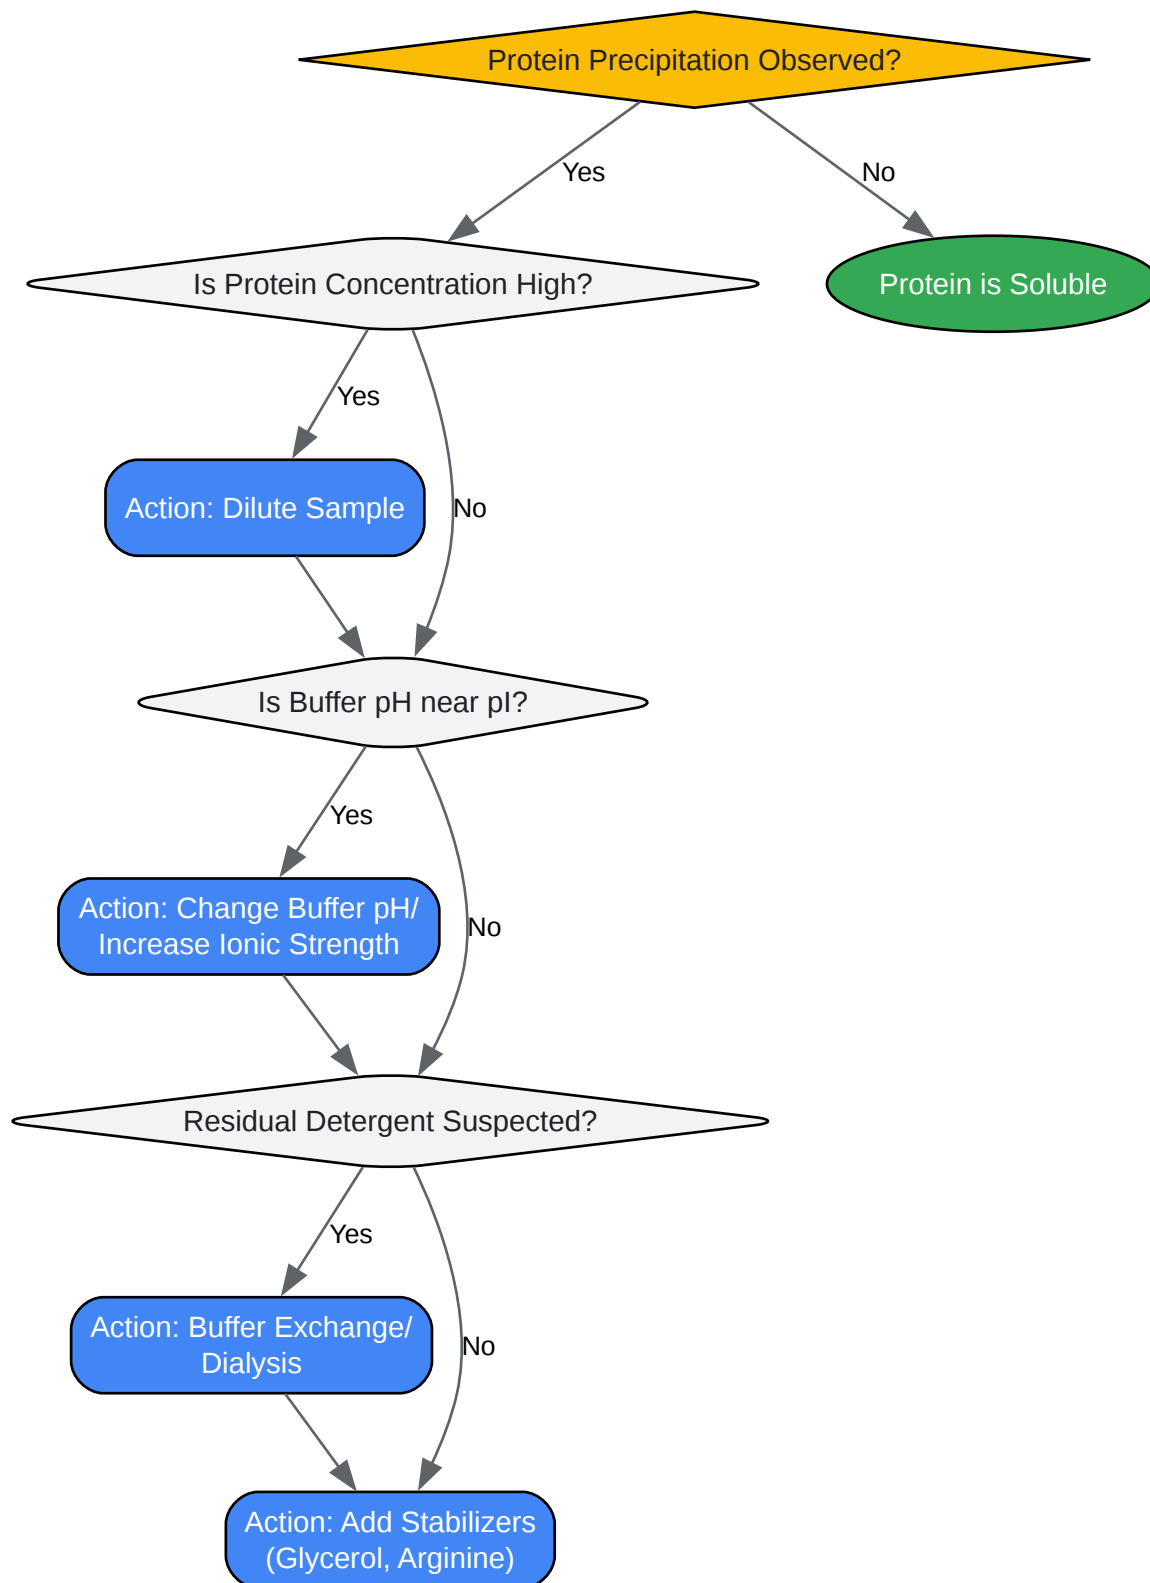 Protein Precipitation Observed?
Yes
No
Is Protein Concentration High?
Protein is Soluble
Yes
Action: Dilute Sample
No
Is Buffer pH near pI?
Yes
Action: Change Buffer pH/
Increase Ionic Strength
No
Residual Detergent Suspected?
Yes
Action: Buffer Exchange/
Dialysis
No
Action: Add Stabilizers
(Glycerol, Arginine)